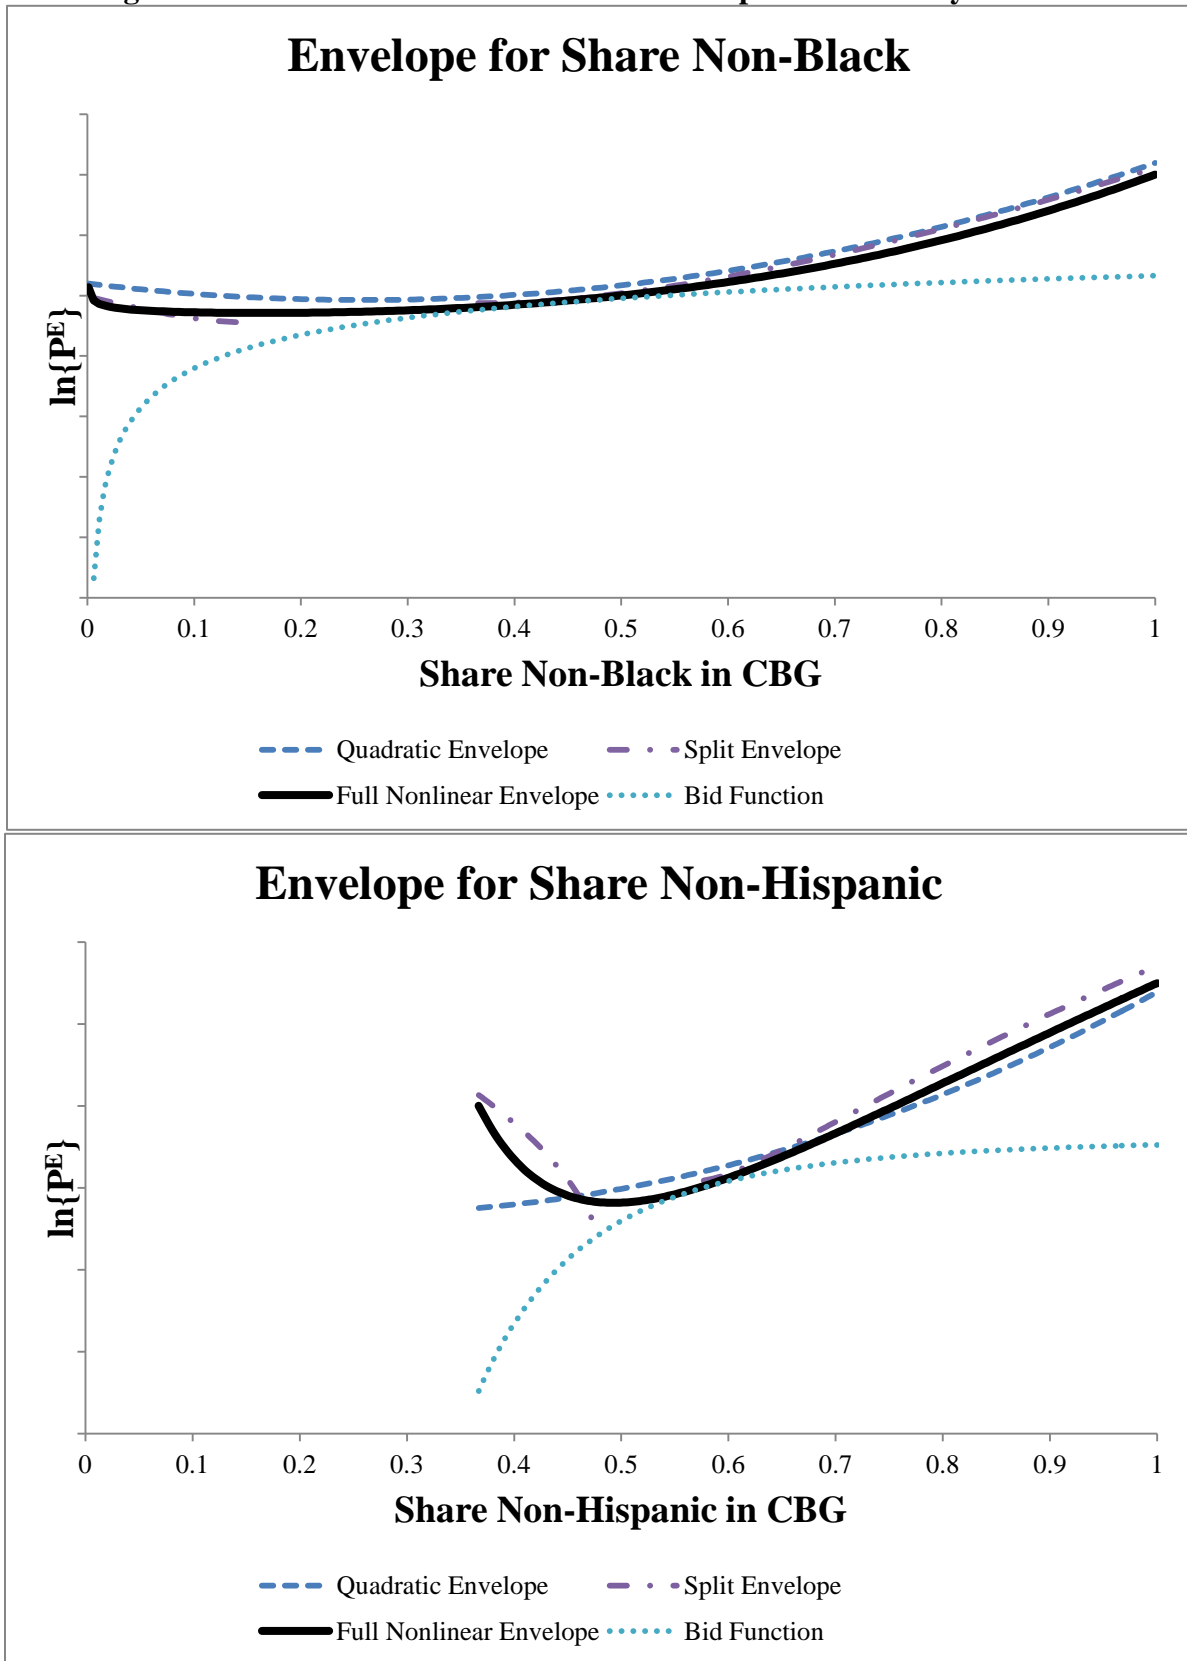 Envelope for Share Non-Black
ln{P^E}
0 0.1 0.2 0.3 0.4 0.5 0.6 0.7 0.8 0.9 1
Share Non-Black in CBG
Quadratic Envelope Split Envelope
Full Nonlinear Envelope Bid Function
Envelope for Share Non-Hispanic
ln{P^E}
0 0.1 0.2 0.3 0.4 0.5 0.6 0.7 0.8 0.9 1
Share Non-Hispanic in CBG
Quadratic Envelope Split Envelope
Full Nonlinear Envelope Bid Function